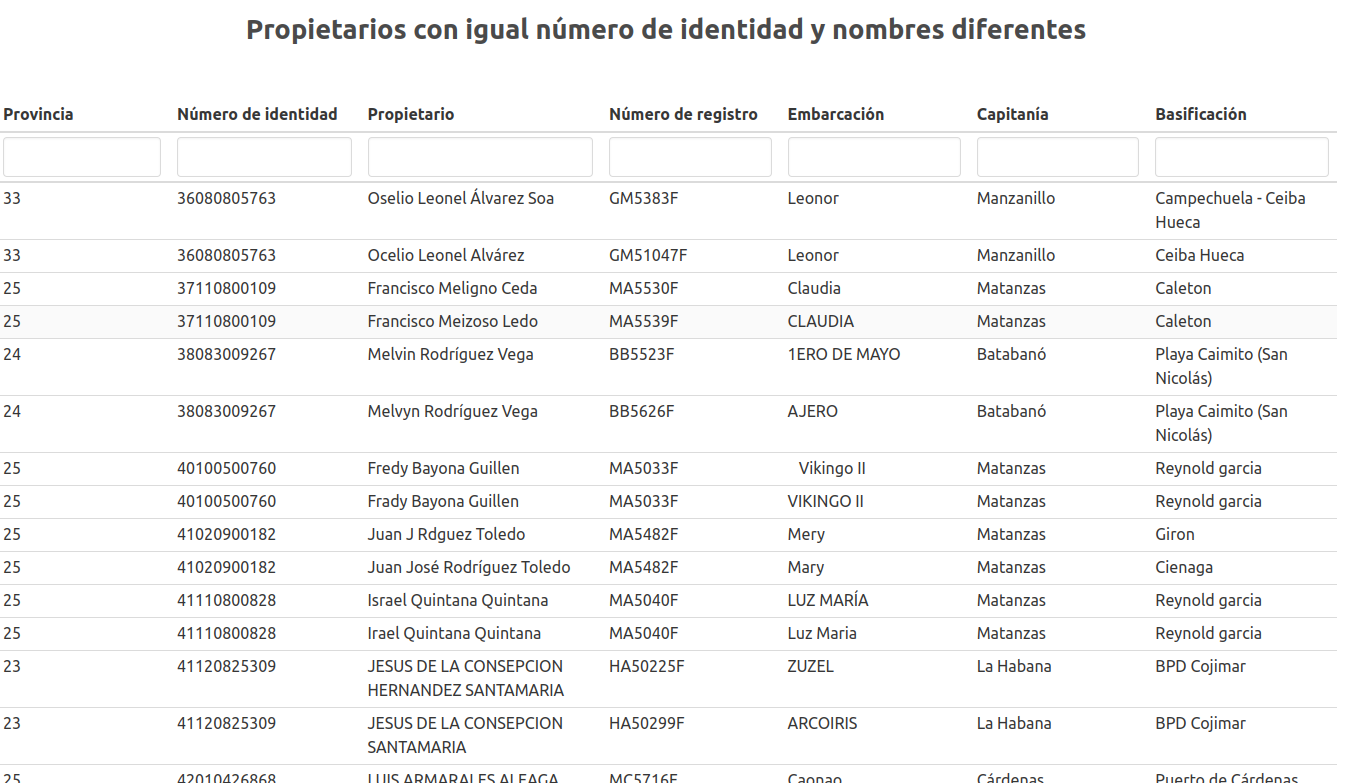 Propietarios con igual número de identidad y nombres diferentes
Provincia Número de identidad Propietario Número de registro Embarcación Capitanía Basificación
33 36080805763 Oselio Leonel Álvarez Soa GM5383F Leonor Manzanillo Campechuela - Ceiba
Hueca
33 36080805763 Ocelio Leonel Alvárez GM51047F Leonor Manzanillo Ceiba Hueca
25 37110800109 Francisco Meligno Ceda MA5530F Claudia Matanzas Caleton
25 37110800109 Francisco Meizoso Ledo MA5539F CLAUDIA Matanzas Caleton
24 38083009267 Melvin Rodríguez Vega BB5523F 1ERO DE MAYO Batabanó Playa Caimito (San
Nicolás)
24 38083009267 Melvyn Rodríguez Vega BB5626F AJERO Batabanó Playa Caimito (San
Nicolás)
25 40100500760 Fredy Bayona Guillen MA5033F Vikingo II Matanzas Reynold garcia
25 40100500760 Frady Bayona Guillen MA5033F VIKINGO II Matanzas Reynold garcia
25 41020900182 Juan J Rdguez Toledo MA5482F Mery Matanzas Giron
25 41020900182 Juan José Rodríguez Toledo MA5482F Mary Matanzas Cienaga
25 41110800828 Israel Quintana Quintana MA5040F LUZ MARÍA Matanzas Reynold garcia
25 41110800828 Irael Quintana Quintana MA5040F Luz Maria Matanzas Reynold garcia
23 41120825309 JESUS DE LA CONSEPCION HA50225F ZUZEL La Habana BPD Cojimar
HERNANDEZ SANTAMARIA
23 41120825309 JESUS DE LA CONSEPCION HA50299F ARCOIRIS La Habana BPD Cojimar
SANTAMARIA
25 42010426868 LUIS ARMARALES ALEAGA MC5716F Caonao Cárdenas Puerto de Cárdenas